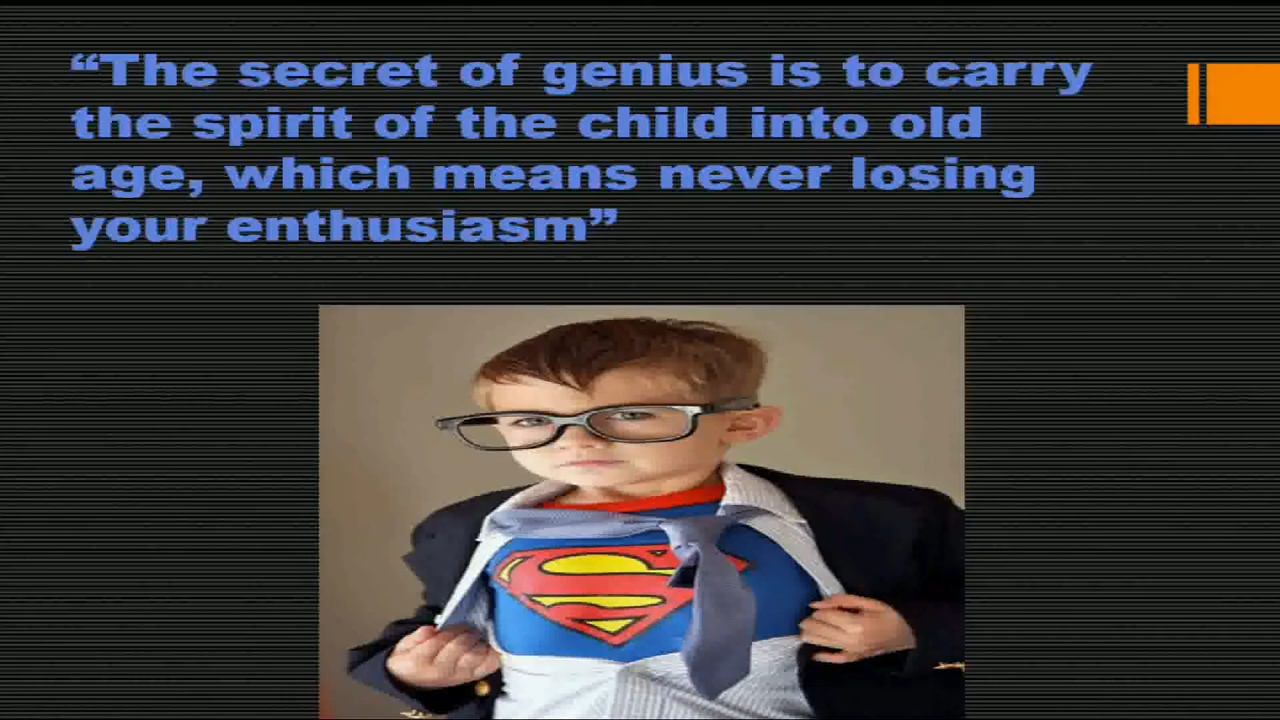 “The secret of genius is to carry
the spirit of the child into old
age, which means never losing
your enthusiasm”